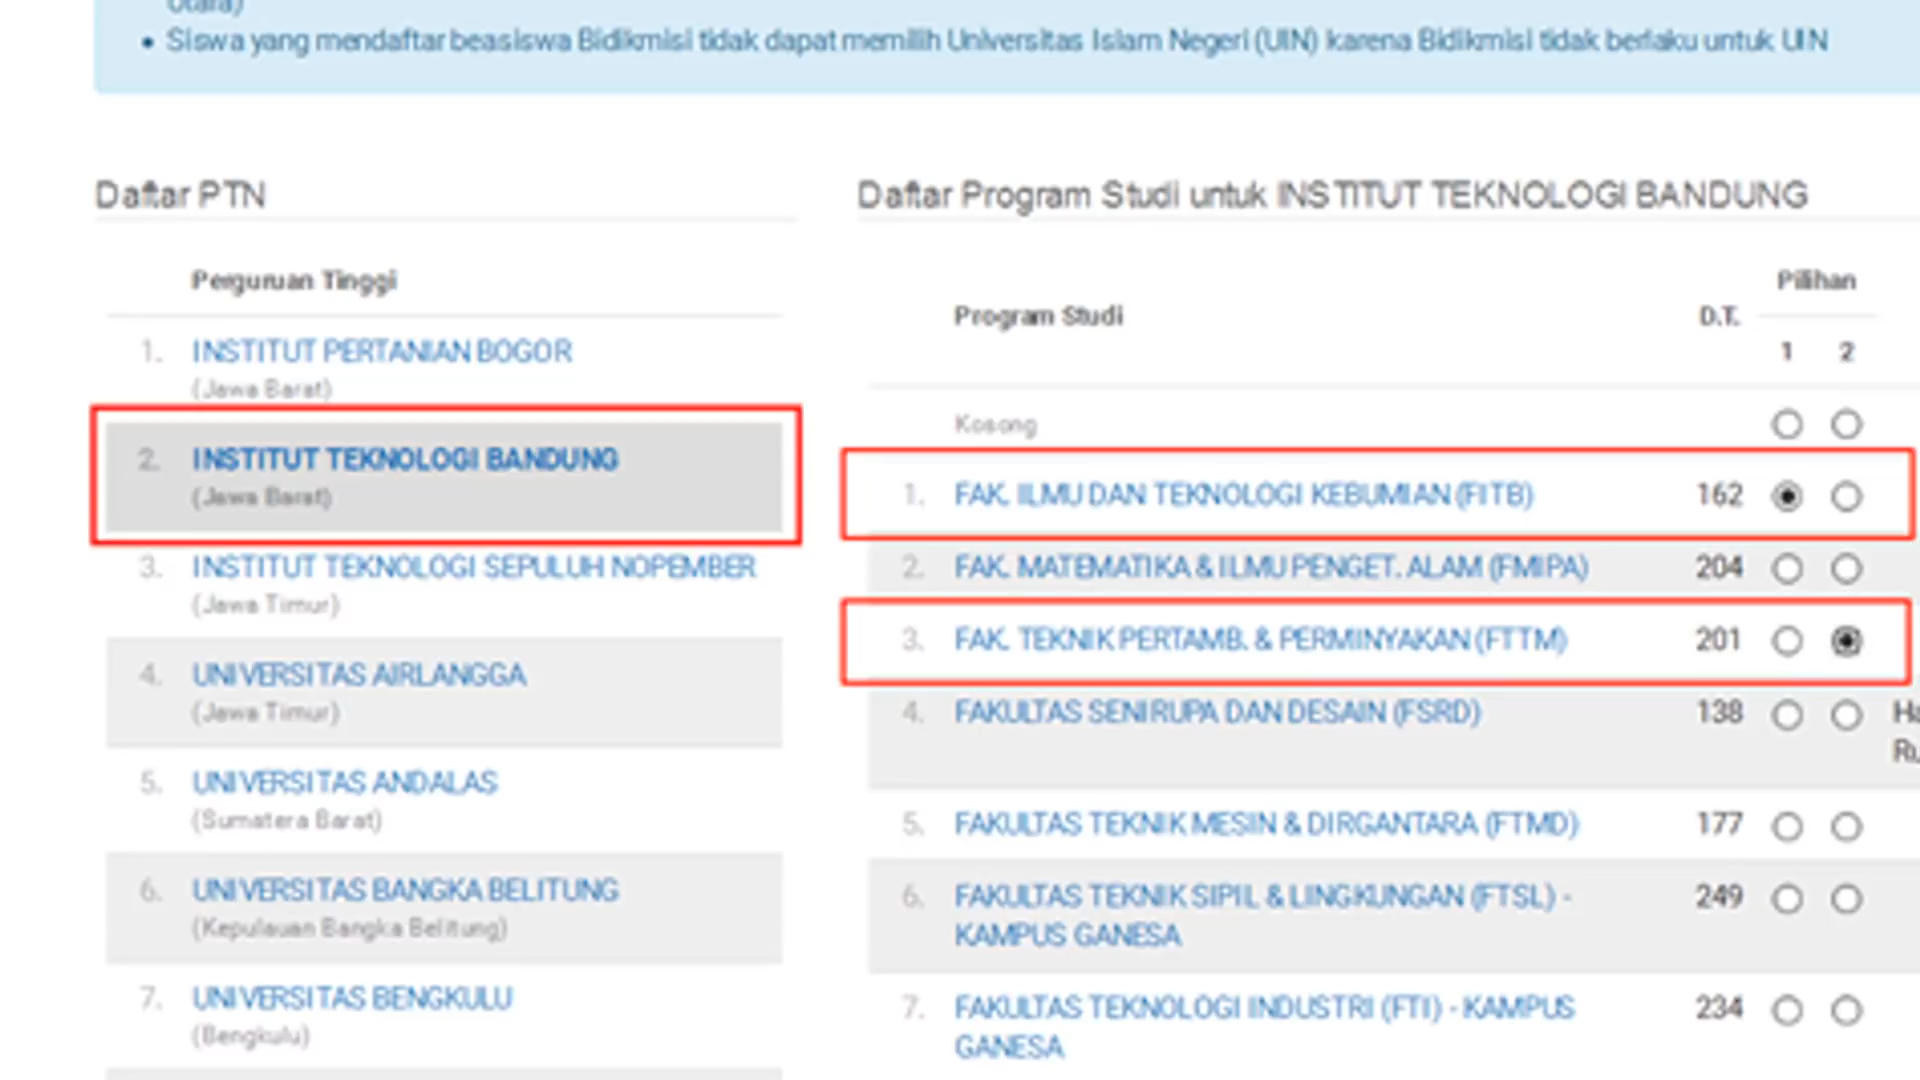 Utara)
• Siswa yang mendaftar beasiswa Bidikmisi tidak dapat memilih Universitas Islam Negeri (UIN) karena Bidikmisi tidak berlaku untuk UIN
Daftar PTN
Perguruan Tinggi
1. INSTITUT PERTANIAN BOGOR
(Jawa Barat)
2. INSTITUT TEKNOLOGI BANDUNG
(Jawa Barat)
3. INSTITUT TEKNOLOGI SEPULUH NOPEMBER
(Jawa Timur)
4. UNIVERSITAS AIRLANGGA
(Jawa Timur)
5. UNIVERSITAS ANDALAS
(Sumatera Barat)
6. UNIVERSITAS BANGKA BELITUNG
(Kepulauan Bangka Belitung)
7. UNIVERSITAS BENGKULU
(Bengkulu)
Daftar Program Studi untuk INSTITUT TEKNOLOGI BANDUNG
Pilihan
Program Studi D.T.
1 2
Kosong
1. FAK. ILMU DAN TEKNOLOGI KEBUMIAN (FITB) 162
2. FAK. MATEMATIKA & ILMU PENGET. ALAM (FMIPA) 204
3. FAK. TEKNIK PERTAMB. & PERMINYAKAN (FTTM) 201
4. FAKULTAS SENI RUPA DAN DESAIN (FSRD) 138
5. FAKULTAS TEKNIK MESIN & DIRGANTARA (FTMD) 177
6. FAKULTAS TEKNIK SIPIL & LINGKUNGAN (FTSL) - 249
KAMPUS GANESA
7. FAKULTAS TEKNOLOGI INDUSTRI (FTI) - KAMPUS 234
GANESA